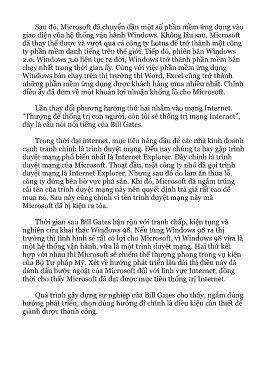 Sau đó, Microsoft đã chuyển dần một số phần mềm ứng dụng vào
giao diện của hệ thống vận hành Windows. Không lâu sau, Microsoft
đã thay thế được và vượt qua cả công ty Lotus để trở thành một công
ty phần mềm danh tiếng trên thế giới. Tiếp đó, phiên bản Windows
2.0, Windows 3.0 liên tục ra đời, Windows trở thành phần mềm bán
chạy nhất trong thời gian ấy. Cùng với việc phần mềm ứng dụng
Windows bán chạy trên thị trường thì Word, Excel cũng trở thành
những phần mềm ứng dụng được khách hàng mua nhiều nhất. Chính
điều ấy đã đem về một khoản lợi nhuận khổng lồ cho Microsoft.
Lần thay đổi phương hướng thứ hai nhằm vào mạng Internet.
“Thượng đế thống trị con người, còn tôi sẽ thống trị mạng Internet”,
đây là câu nói nổi tiếng của Bill Gates.
Trong thời đại internet, mục tiêu hàng đầu để các nhà kinh doanh
cạnh tranh chính là trình duyệt mạng. Đến nay chúng ta hay gặp trình
duyệt mạng phổ biến nhất là Internet Explorer. Đây chính là trình
duyệt mạng của Microsoft. Thoạt đầu, một công ty nhỏ đã gọi trình
duyệt mạng là Internet Explorer. Nhưng sau đó do làm ăn thua lỗ,
công ty đứng bên bờ vực phá sản. Khi đó, Microsoft đã ngắm trúng
cái tên của trình duyệt mạng này nên quyết định trả giá rất cao để
mua nó. Sau này cũng chính vì tên trình duyệt mạng này mà
Microsoft đã bị kiện ra tòa.
Thời gian sau Bill Gates bận rộn với tranh chấp, kiện tụng và
nghiên cứu khai thác Windows 98. Nếu tung Windows 98 ra thị
trường thì tình hình sẽ rất có lợi cho Microsoft, vì Windows 98 vừa là
một hệ thống vận hành, vừa là một trình duyệt mạng. Hai thứ kết
hợp với nhau thì Microsoft sẽ chiếm thế thượng phong trong vụ kiện
của Bộ Tư pháp Mỹ. Xét về hướng phát triển lâu dài thì điều này đã
đánh dấu bước ngoặt của Microsoft đối với lĩnh vực Internet, đồng
thời cho thấy Microsoft đã đạt được mục tiêu thống trị Internet.
Quá trình gây dựng sự nghiệp của Bill Gates cho thấy, ngắm đúng
hướng phát triển, chọn đúng hướng đi chính là điều kiện cần thiết để
giành được thành công.